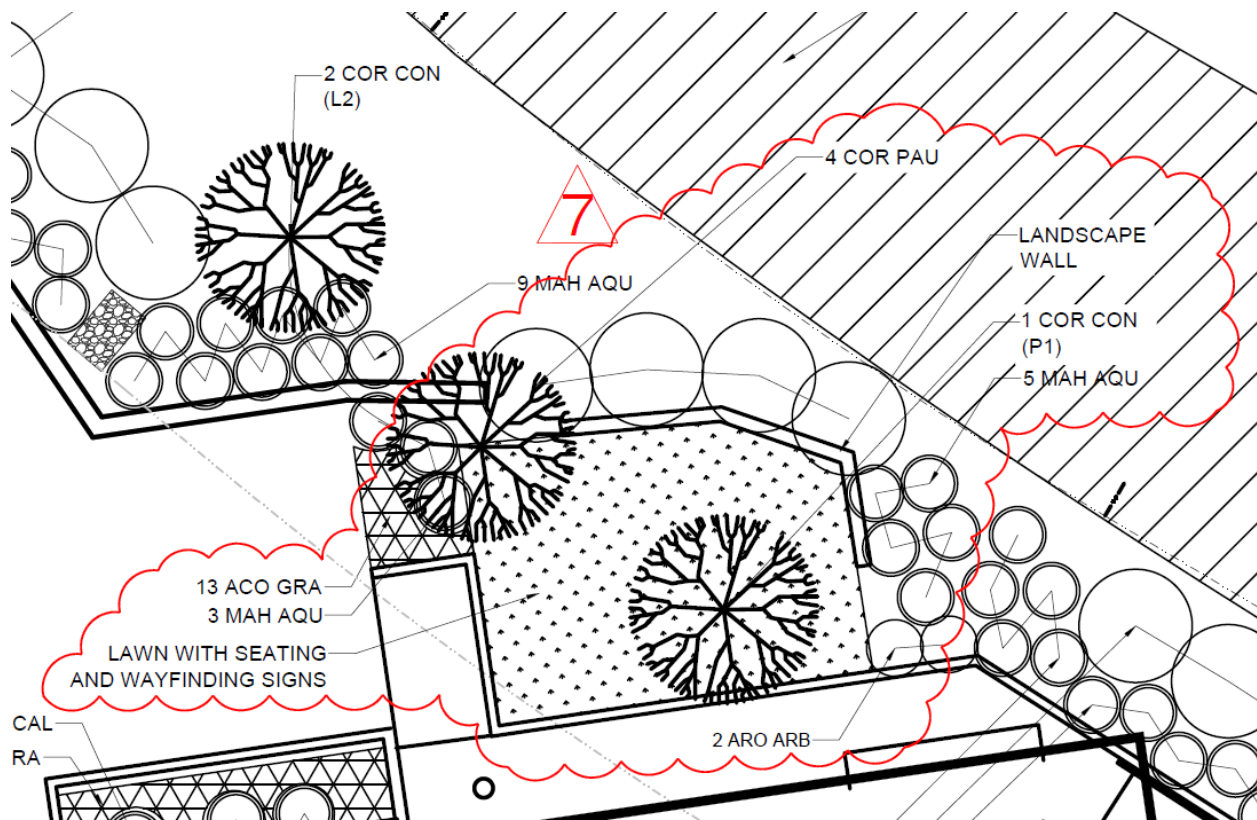 2 COR CON
(L2)
4 COR PAU
7
LANDSCAPE
WALL
9 MAH AQU
1 COR CON
(P1)
5 MAH AQU
13 ACO GRA
3 MAH AQU
LAWN WITH SEATING
AND WAYFINDING SIGNS
CAL
2 ARO ARB
RA